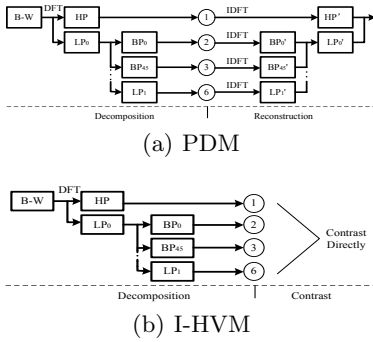 B-W DFT HP 1 IDFT HP'
LP0 BP0 2 IDFT BP0' LP0'
BP45 3 IDFT BP45'
LP1 6 IDFT LP1'
Decomposition Reconstruction
(a) PDM
B-W DFT HP 1
LP0 BP0 2
BP45 3
LP1 6
Contrast
Directly
Decomposition Contrast
(b) I-HVM